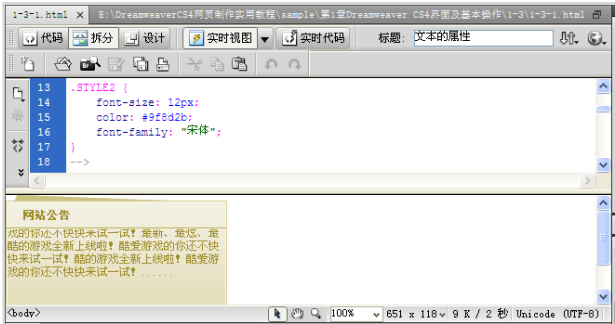 1-3-1.html × E:\DreamweaverCS4网页制作实用教程\sample\第1章Dreamweaver CS4界面及基本操作\1-3\1-3-1.html
代码 拆分 设计 实时视图 实时代码 标题: 文本的属性
13 .STYLE2 {
14 font-size: 12px;
15 color: #9f8d2b;
16 font-family: "宋体";
17 }
18 -->
网站公告
戏的你还不快快来试一试！最新、最炫、最
酷的游戏全新上线啦！酷爱游戏的你还不快
快来试一试！酷的游戏全新上线啦！酷爱游
戏的你还不快快来试一试！......
<body> 100% 651 x 118 9 K / 2 秒 Unicode (UTF-8)